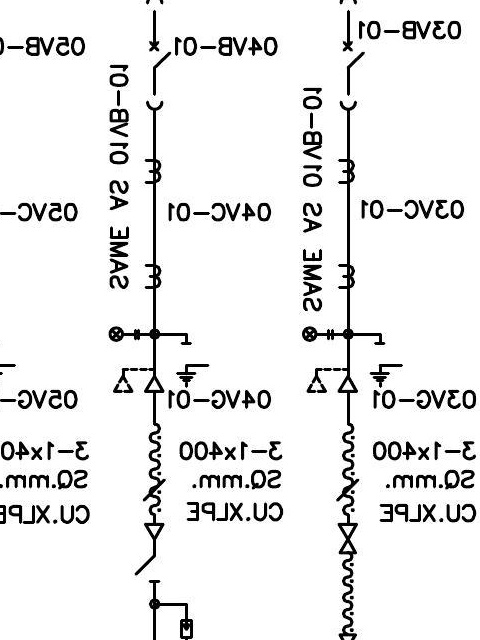 05VB-0
04VB-01
03VB-01
SAME AS 01VB-01
SAME AS 01VB-01
05VC-
04VC-01
03VC-01
05VG-
04VG-01
03VG-01
3-1x40
SQ.mm.
CU.XLPE
3-1x400
SQ.mm.
CU.XLPE
3-1x400
SQ.mm.
CU.XLPE